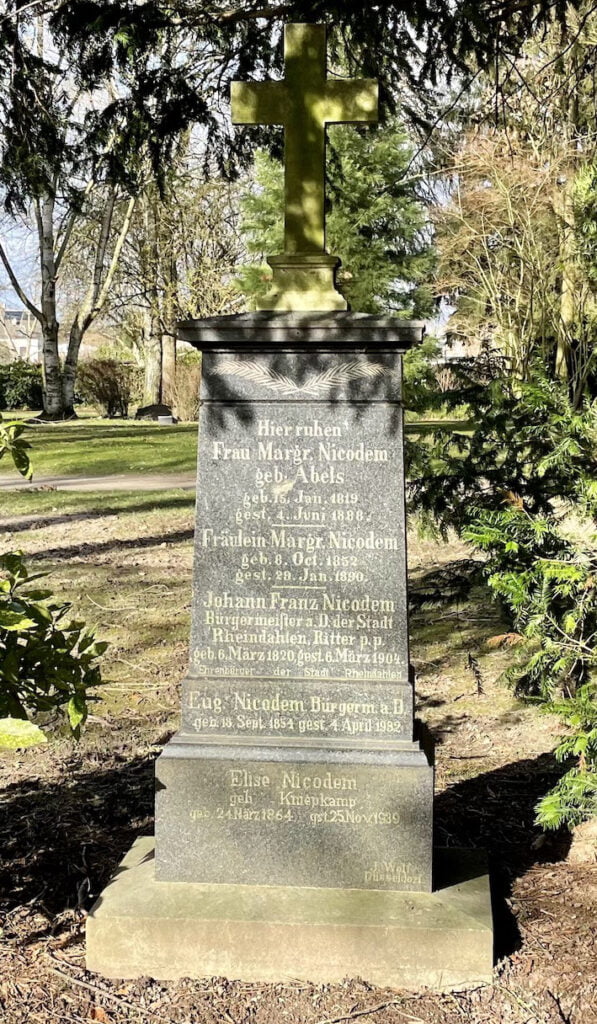 Hier ruhen
Frau Margr. Nicodem
geb. Abels
geb. 15. Jan. 1819
gest. 4. Juni 1888.
Fräulein Margr. Nicodem
geb. 8. Oct. 1852
gest. 29. Jan. 1890.
Johann Franz Nicodem
Bürgermeister a. D. der Stadt
Rheindahlen, Ritter p. p.
geb. 6. März 1820, gest. 6. März 1904.
Ehrenbürger der Stadt Rheindahlen
Eug. Nicodem Bürgerm. a. D.
geb. 18. Sept. 1854 gest. 4. April 1932.
Elise Nicodem
geb Kniepkamp
geb. 24 März 1864 gst. 25 Nov. 1939
J. Wolf
Düsseldorf